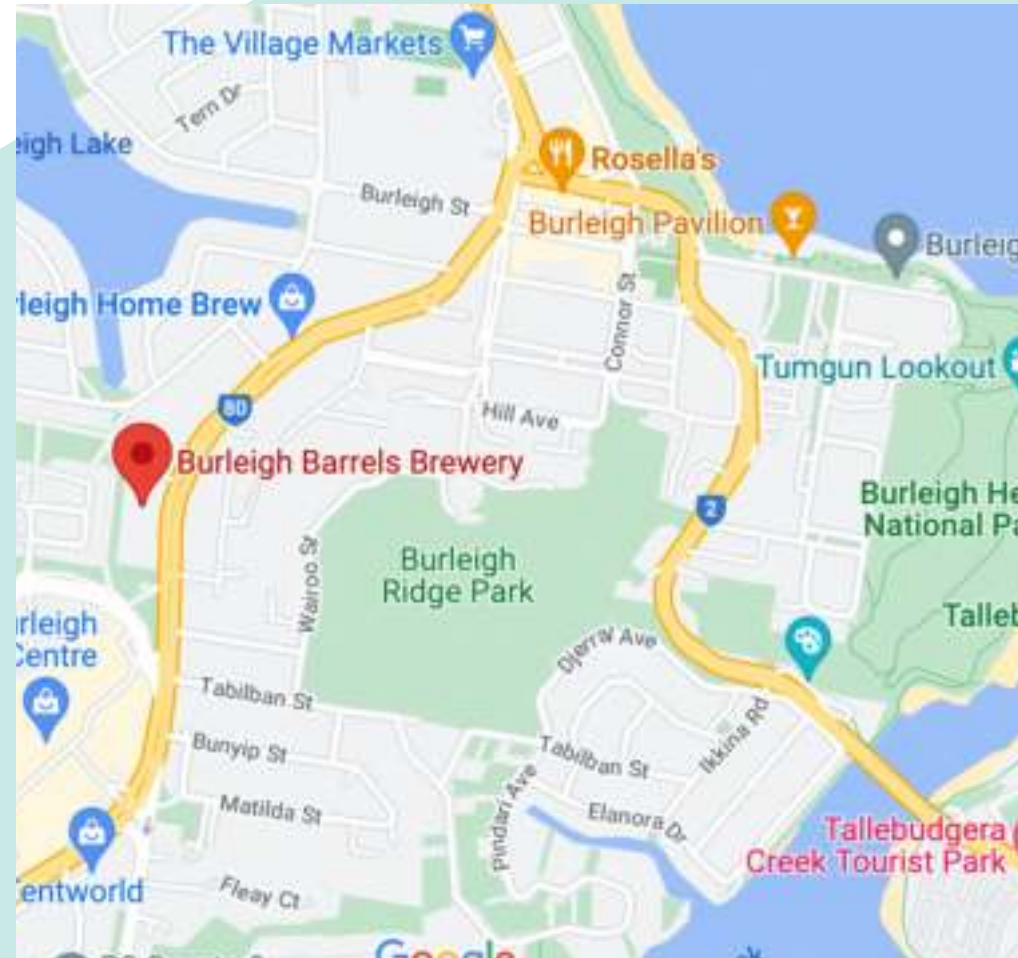 The Village Markets
Tern Dr
eigh Lake
Rosella's
Burleigh St
Burleigh Pavilion
Burleig
rleigh Home Brew
Connor St
Tumgun Lookout
80
Hill Ave
Burleigh Barrels Brewery
2
Burleigh He
National Pa
Burleigh
Ridge Park
Wairoo St
Talleb
rleigh
Centre
Djerral Ave
Tabilban St
Ikkina Rd
Bunyip St
Tabilban St
Matilda St
Pindari Ave
Elanora Dr
Tallebudgera
Creek Tourist Park
entworld
Fleay Ct
Google